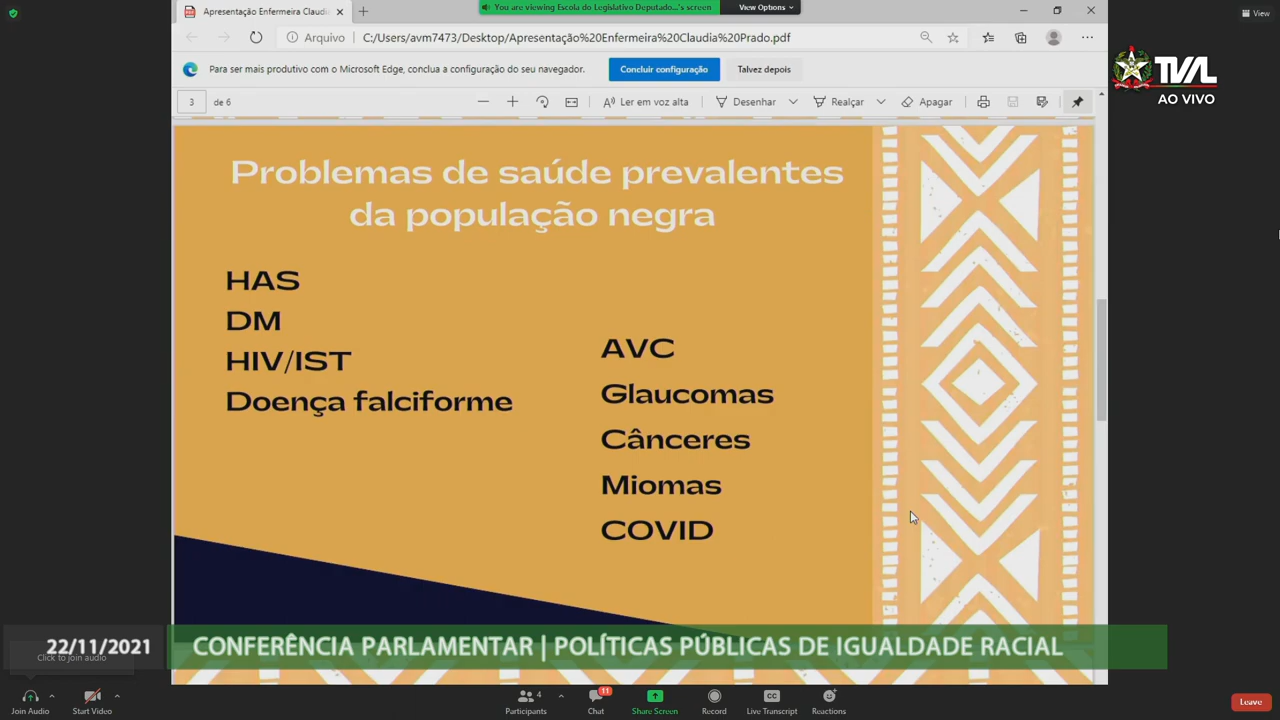 Apresentação Enfermeira Claudia
You are viewing Escola do Legislativo Deputado...'s screen
View Options
View
Arquivo
C:/Users/avm7473/Desktop/Apresentação%20Enfermeira%20Claudia%20Prado.pdf
Para ser mais produtivo com o Microsoft Edge, conclua a configuração do seu navegador.
Concluir configuração
Talvez depois
TVAL
AO VIVO
3
de 6
Ler em voz alta
Desenhar
Realçar
Apagar
Problemas de saúde prevalentes
da população negra
HAS
DM
HIV/IST
Doença falciforme
AVC
Glaucomas
Cânceres
Miomas
COVID
22/11/2021
CONFERÊNCIA PARLAMENTAR | POLÍTICAS PÚBLICAS DE IGUALDADE RACIAL
Click to join audio
Join Audio
Start Video
4
Participants
11
Chat
Share Screen
Record
CC
Live Transcript
Reactions
Leave